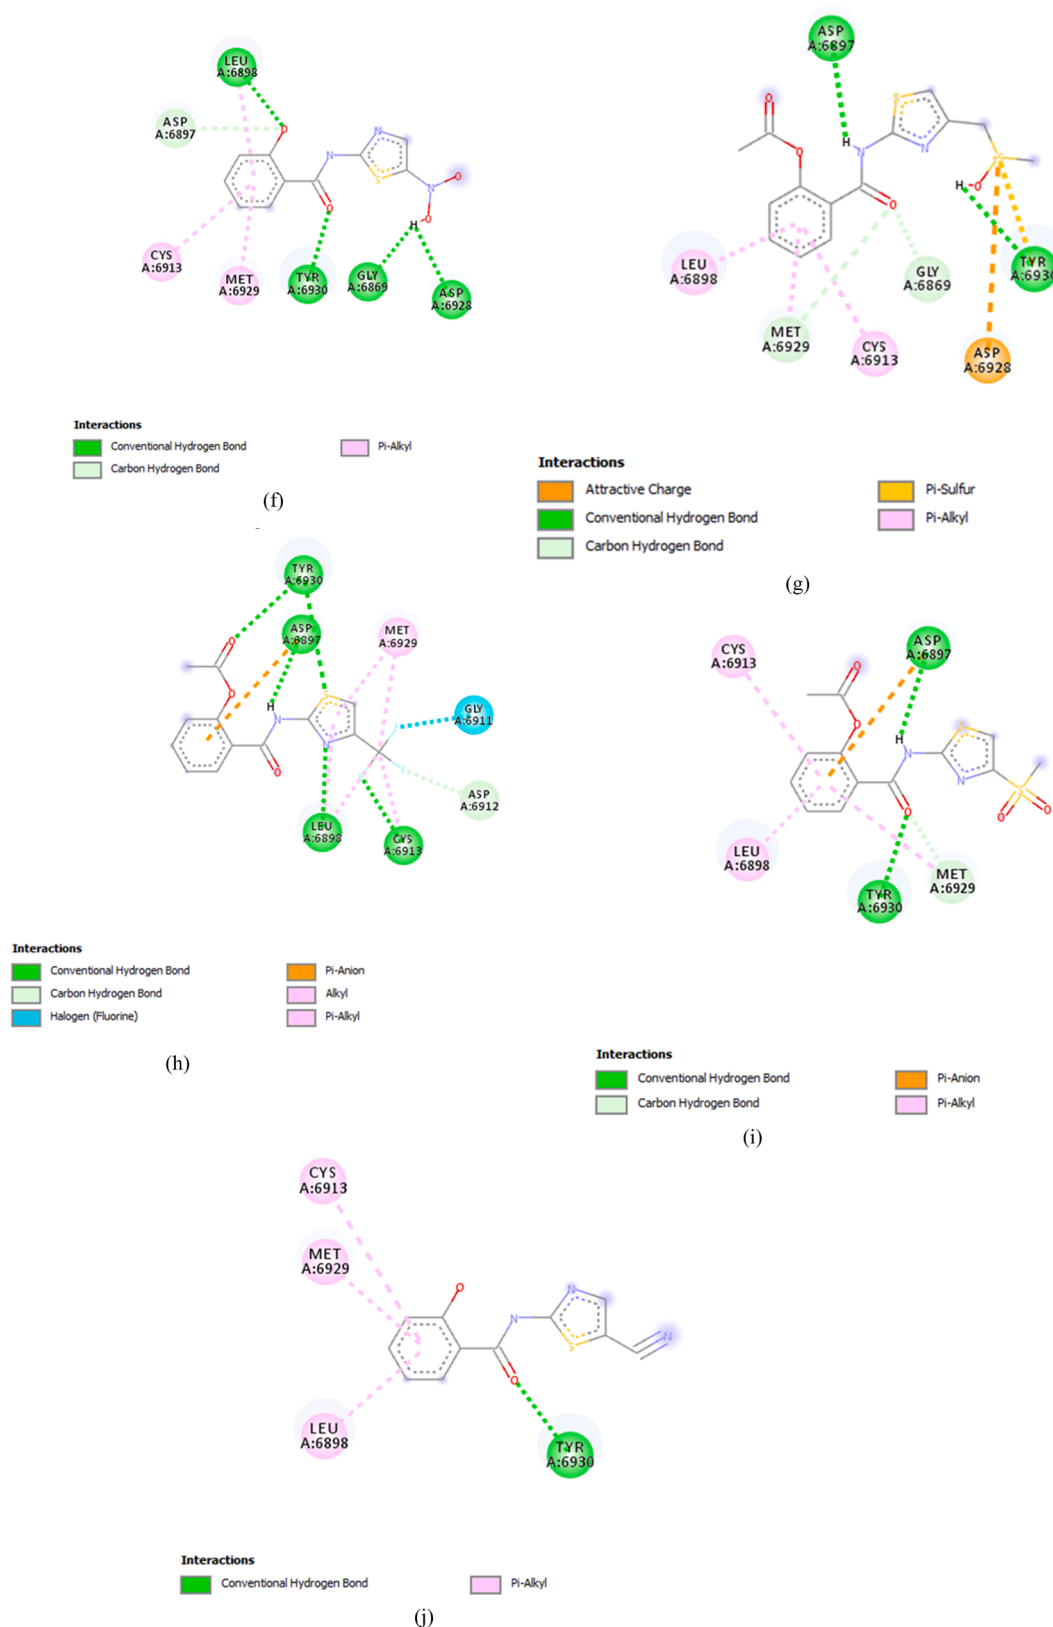 LEU
A:6898
ASP
A:6897
N
S
N
O
O
N
O
H
O
CYS
A:6913
MET
A:6929
TYR
A:6930
GLY
A:6869
ASP
A:6928
Interactions
Conventional Hydrogen Bond
Pi-Alkyl
Carbon Hydrogen Bond
(f)
ASP
A:6897
O
O
S
H
N
N
S
H
O
O
LEU
A:6898
GLY
A:6869
TYR
A:6930
MET
A:6929
CYS
A:6913
ASP
A:6928
Interactions
Attractive Charge
Pi-Sulfur
Conventional Hydrogen Bond
Pi-Alkyl
Carbon Hydrogen Bond
(g)
TYR
A:6930
ASP
A:6897
MET
A:6929
O
O
H
N
S
N
O
F
F
F
GLY
A:6911
ASP
A:6912
LEU
A:6898
CYS
A:6913
Interactions
Conventional Hydrogen Bond
Pi-Anion
Carbon Hydrogen Bond
Alkyl
Halogen (Fluorine)
Pi-Alkyl
(h)
CYS
A:6913
ASP
A:6897
O
O
H
N
S
N
S
O
O
O
LEU
A:6898
MET
A:6929
TYR
A:6930
Interactions
Conventional Hydrogen Bond
Pi-Anion
Carbon Hydrogen Bond
Pi-Alkyl
(i)
CYS
A:6913
MET
A:6929
O
N
N
S
N
O
LEU
A:6898
TYR
A:6930
Interactions
Conventional Hydrogen Bond
Pi-Alkyl
(j)